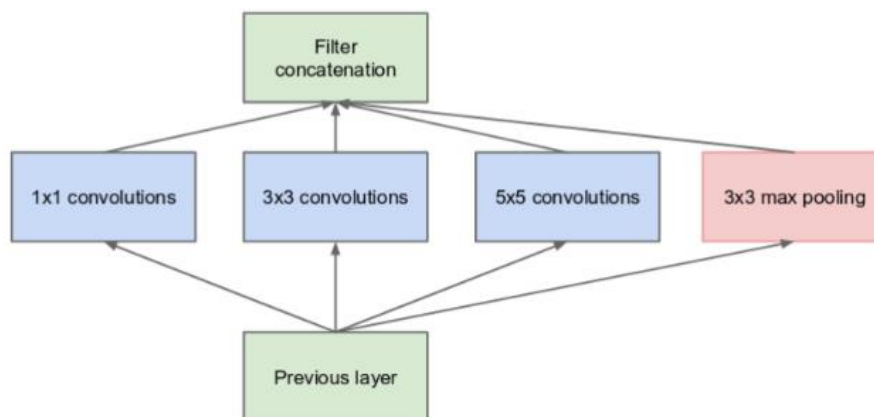 Filter
concatenation
1x1 convolutions
3x3 convolutions
5x5 convolutions
3x3 max pooling
Previous layer